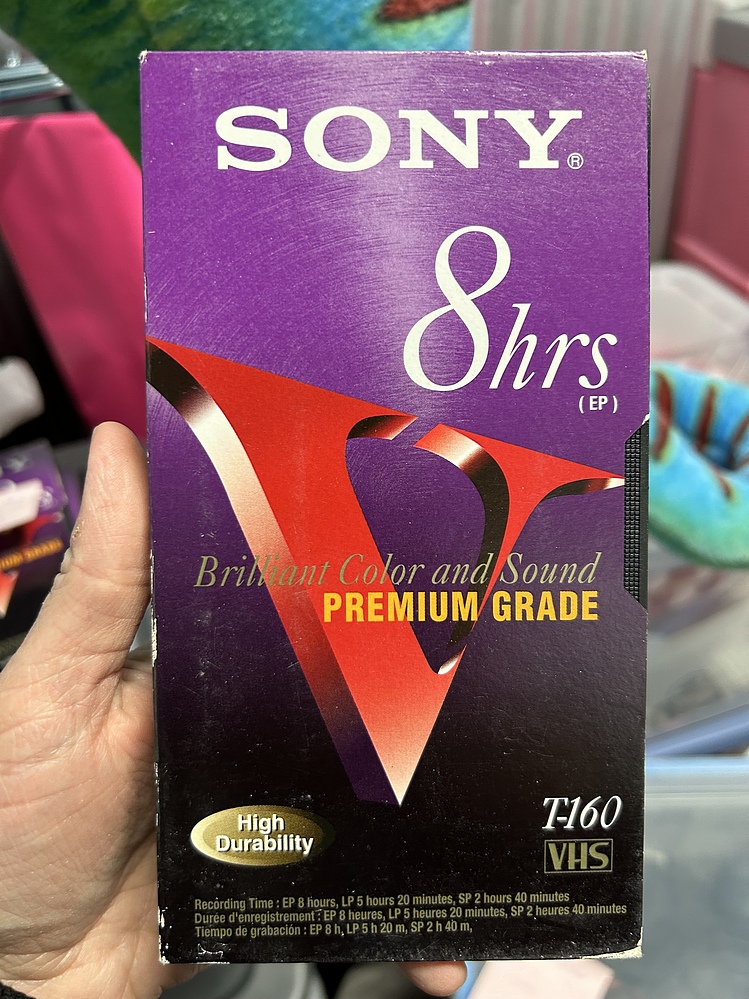 SONY®
8hrs
(EP)
V
Brilliant Color and Sound
PREMIUM GRADE
High
Durability
T-160
VHS
Recording Time : EP 8 hours, LP 5 hours 20 minutes, SP 2 hours 40 minutes
Durée d'enregistrement : EP 8 heures, LP 5 heures 20 minutes, SP 2 heures 40 minutes
Tiempo de grabación : EP 8 h, LP 5 h 20 m, SP 2 h 40 m,
GRADE